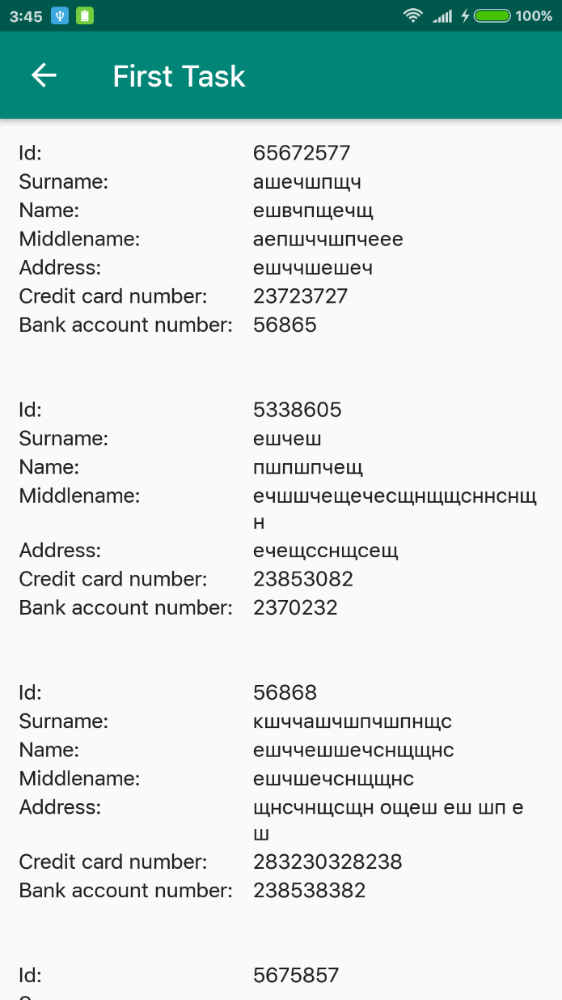 3:45 100%
First Task
Id: 65672577
Surname: ашечшпщч
Name: ешвчпщечщ
Middlename: аепшччшпчеее
Address: ешччшешеч
Credit card number: 23723727
Bank account number: 56865
Id: 5338605
Surname: ешчеш
Name: пшпшпчещ
Middlename: ечшшчещечесщнщщсннснщ
н
Address: ечещсснщсещ
Credit card number: 23853082
Bank account number: 2370232
Id: 56868
Surname: кшччашчшпчшпнщс
Name: ешччешшечснщщнс
Middlename: ешчшечснщщнс
Address: щнсчнщсщн ощеш еш шп е
ш
Credit card number: 283230328238
Bank account number: 238538382
Id: 5675857